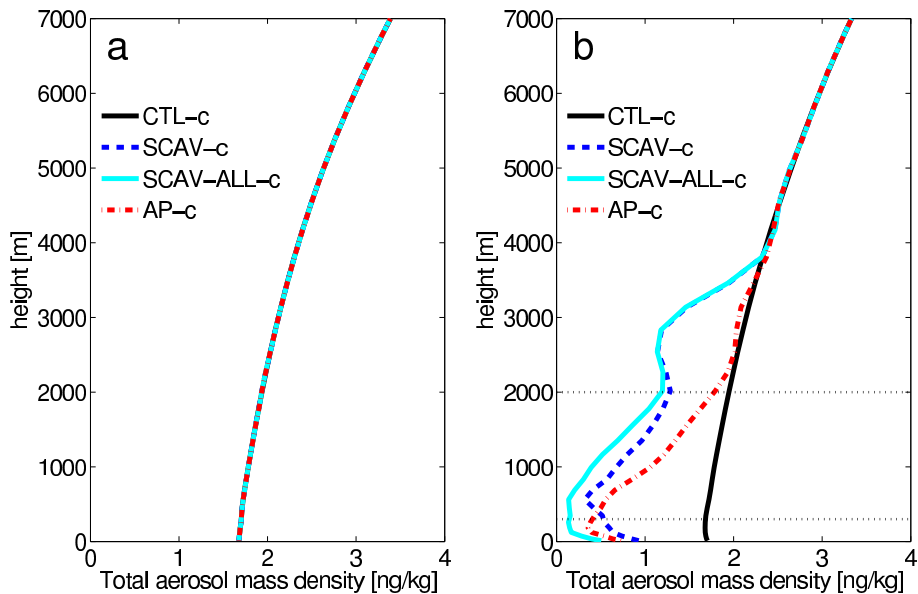 a
7000
6000
5000
4000
3000
2000
1000
0
height [m]
CTL–c
SCAV–c
SCAV–ALL–c
AP–c
0 1 2 3 4
Total aerosol mass density [ng/kg]
b
7000
6000
5000
4000
3000
2000
1000
0
height [m]
CTL–c
SCAV–c
SCAV–ALL–c
AP–c
0 1 2 3 4
Total aerosol mass density [ng/kg]